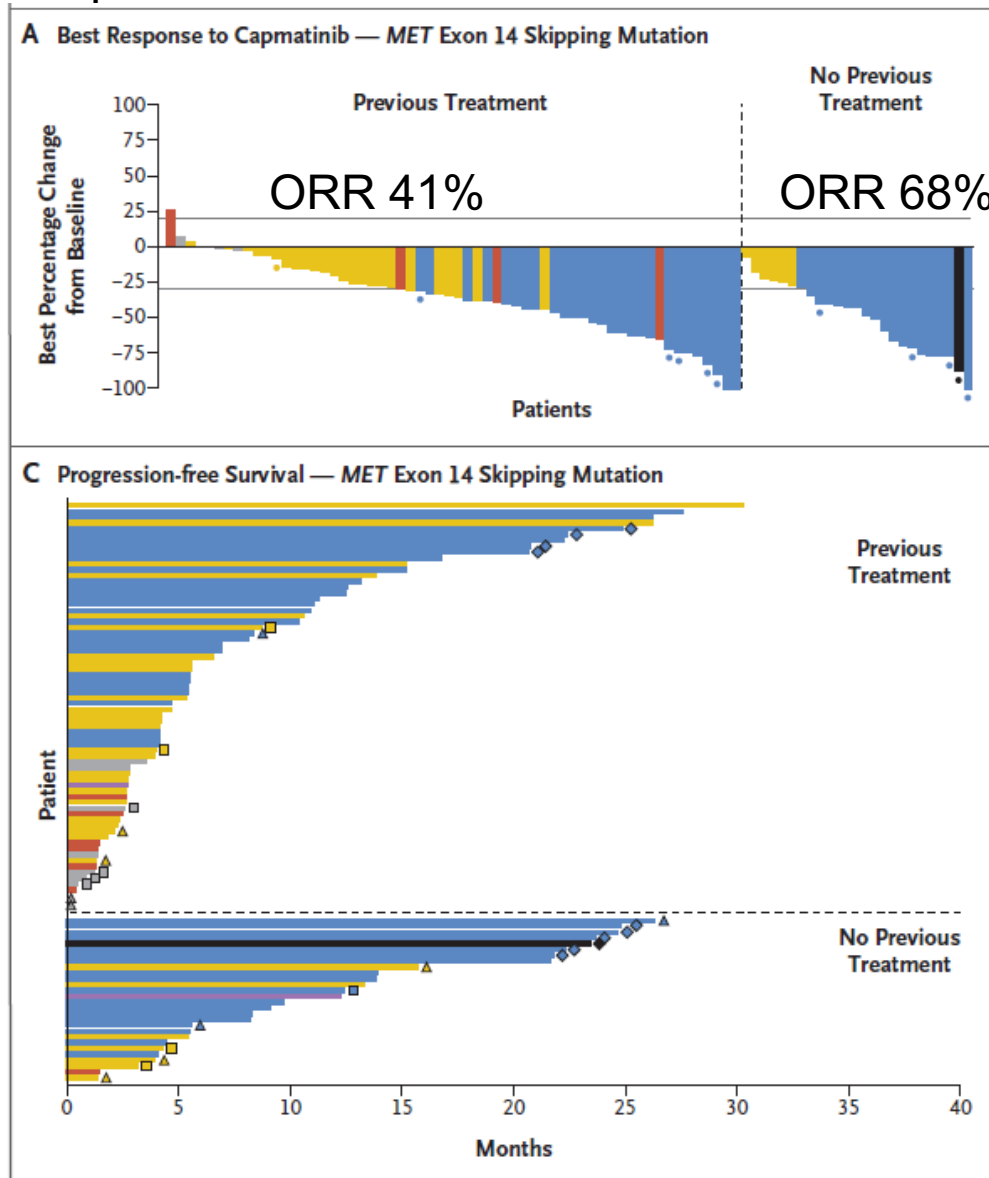 A Best Response to Capmatinib — MET Exon 14 Skipping Mutation
No Previous
Treatment
Previous Treatment
ORR 41%
ORR 68%
Best Percentage Change
from Baseline
100
75
50
25
0
−25
−50
−75
−100
Patients
C Progression-free Survival — MET Exon 14 Skipping Mutation
Previous
Treatment
Patient
No Previous
Treatment
0 5 10 15 20 25 30 35 40
Months